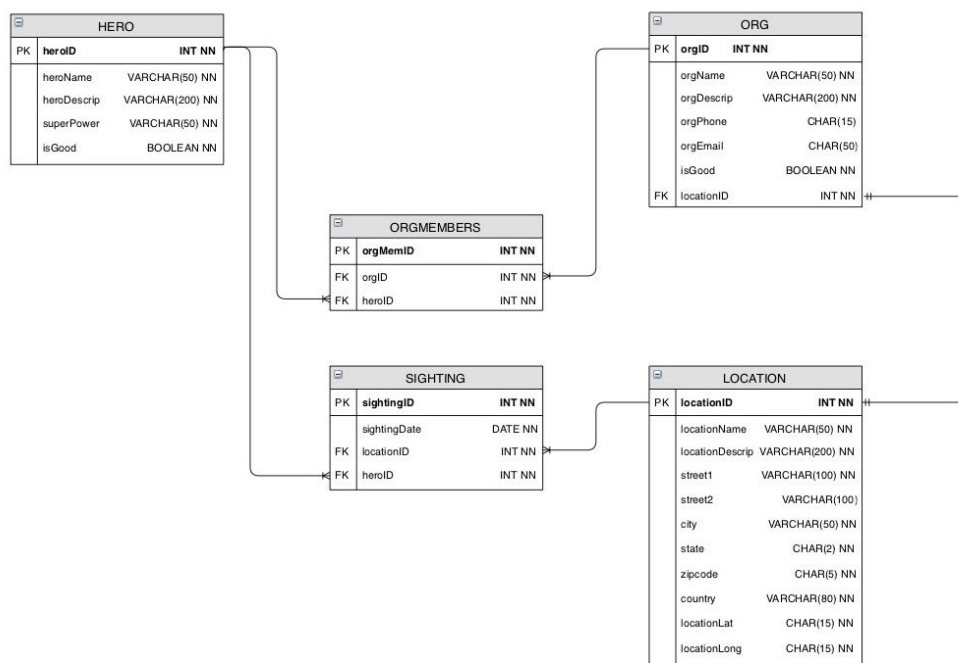 HERO
PK heroID INT NN
heroName VARCHAR(50) NN
heroDescrip VARCHAR(200) NN
superPower VARCHAR(50) NN
isGood BOOLEAN NN
ORG
PK orgID INT NN
orgName VARCHAR(50) NN
orgDescrip VARCHAR(200) NN
orgPhone CHAR(15)
orgEmail CHAR(50)
isGood BOOLEAN NN
FK locationID INT NN
ORGMEMBERS
PK orgMemID INT NN
FK orgID INT NN
FK heroID INT NN
SIGHTING
PK sightingID INT NN
sightingDate DATE NN
FK locationID INT NN
FK heroID INT NN
LOCATION
PK locationID INT NN
locationName VARCHAR(50) NN
locationDescrip VARCHAR(200) NN
street1 VARCHAR(100) NN
street2 VARCHAR(100)
city VARCHAR(50) NN
state CHAR(2) NN
zipcode CHAR(5) NN
country VARCHAR(80) NN
locationLat CHAR(15) NN
locationLong CHAR(15) NN